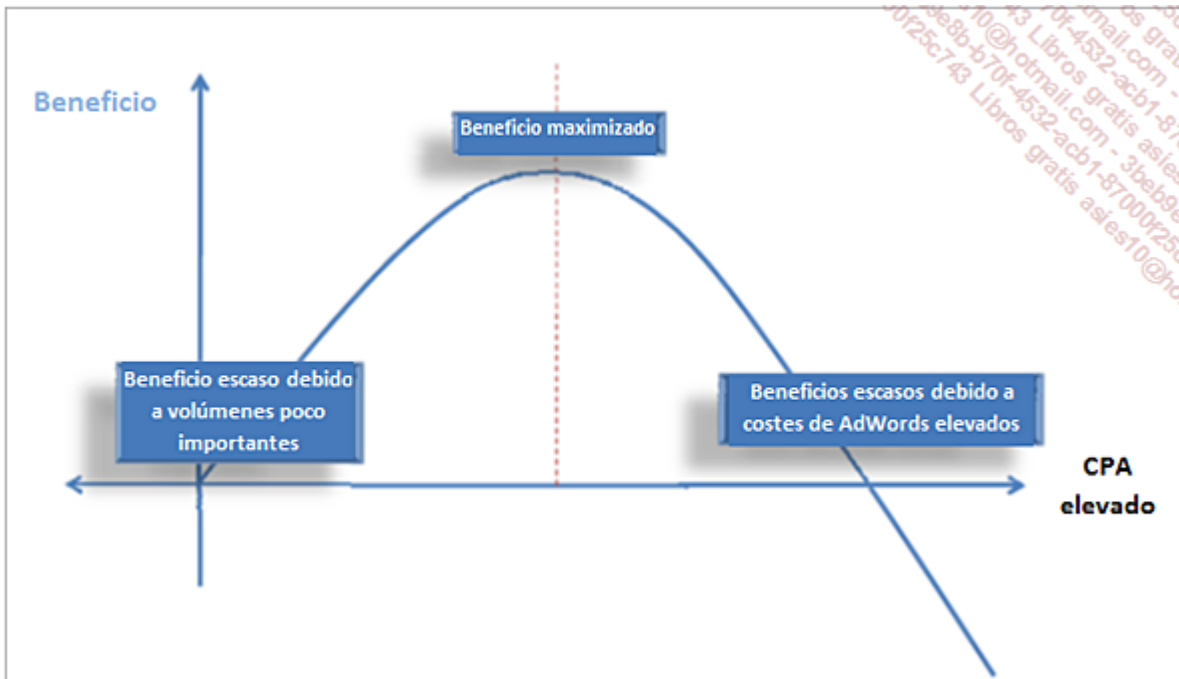 Beneficio
Beneficio maximizado
Beneficio escaso debido
a volúmenes poco
importantes
Beneficios escasos debido a
costes de AdWords elevados
CPA
elevado